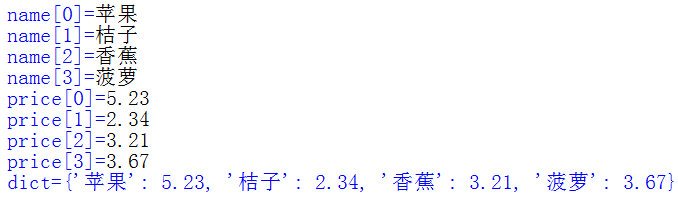 name[0]=苹果
name[1]=桔子
name[2]=香蕉
name[3]=菠萝
price[0]=5.23
price[1]=2.34
price[2]=3.21
price[3]=3.67
dict={'苹果': 5.23, '桔子': 2.34, '香蕉': 3.21, '菠萝': 3.67}